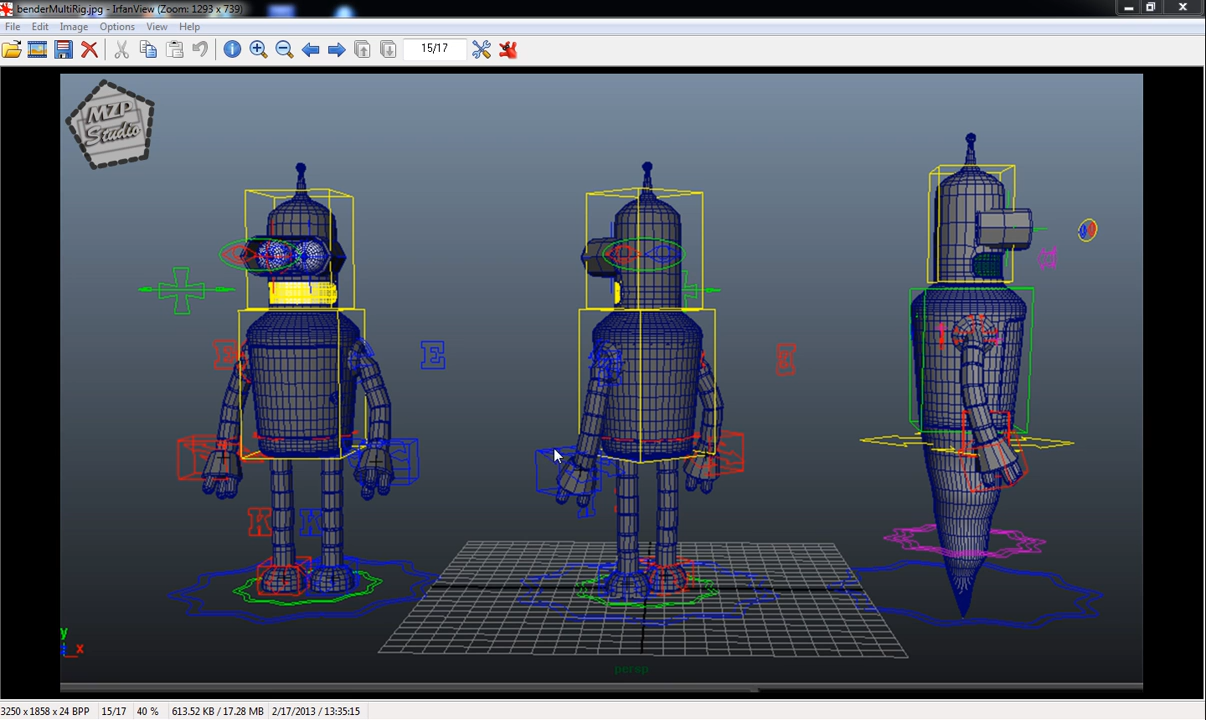 benderMultiRig.jpg - IrfanView (Zoom: 1293 x 739)
File Edit Image Options View Help
15/17
MZP
Studio
E E E
K K
y
x
persp
3250 x 1858 x 24 BPP 15/17 40 % 613.52 KB / 17.28 MB 2/17/2013 / 13:35:15